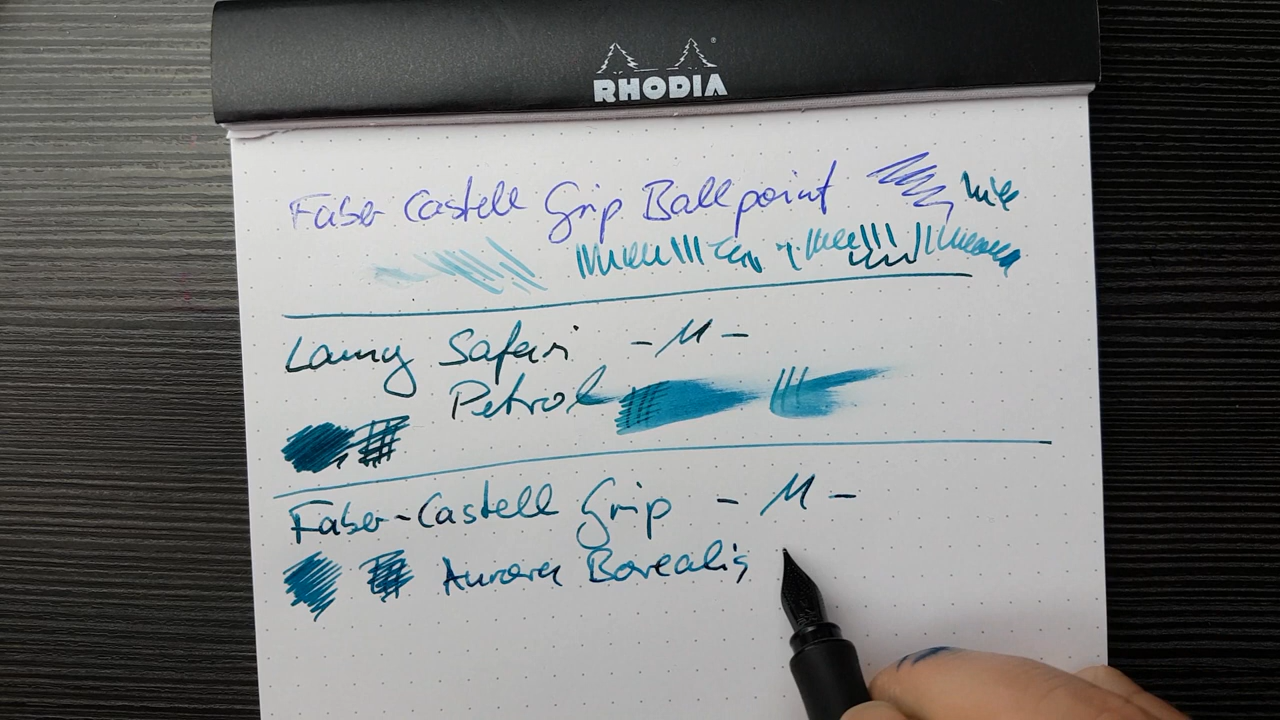 RHODIA
Faber Castell Grip Ballpoint
Lamy Safari - M -
Petrol
Faber-Castell Grip - M -
Aurora Borealis